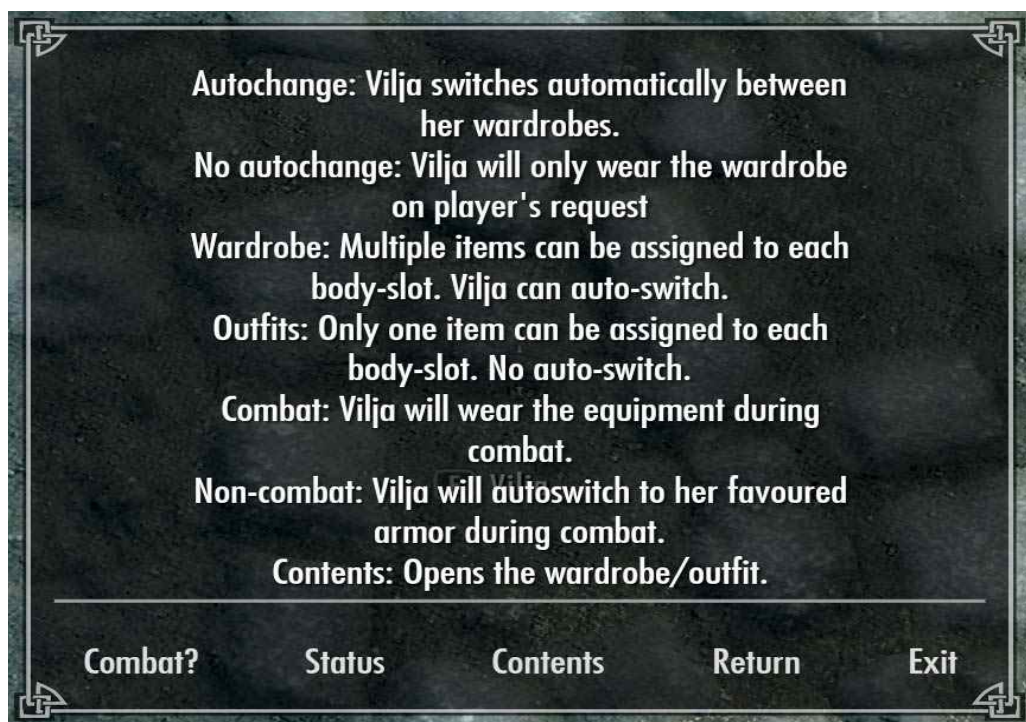 Autochange: Vilja switches automatically between
her wardrobes.
No autochange: Vilja will only wear the wardrobe
on player's request
Wardrobe: Multiple items can be assigned to each
body-slot. Vilja can auto-switch.
Outfits: Only one item can be assigned to each
body-slot. No auto-switch.
Combat: Vilja will wear the equipment during
combat.
Non-combat: Vilja will autoswitch to her favoured
armor during combat.
Contents: Opens the wardrobe/outfit.
Combat? Status Contents Return Exit